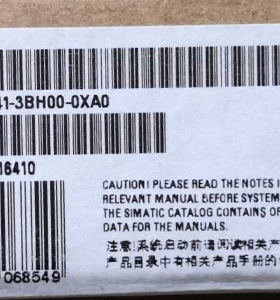 41-3BH00-0XA0
16410
CAUTION! PLEASE READ THE NOTES I
RELEVANT MANUAL BEFORE SYSTEM
THE SIMATIC CATALOG CONTAINS OR
DATA FOR THE MANUALS.
注意:系统启动前请阅读相关产
产品目录中有相关产品手册的
068549